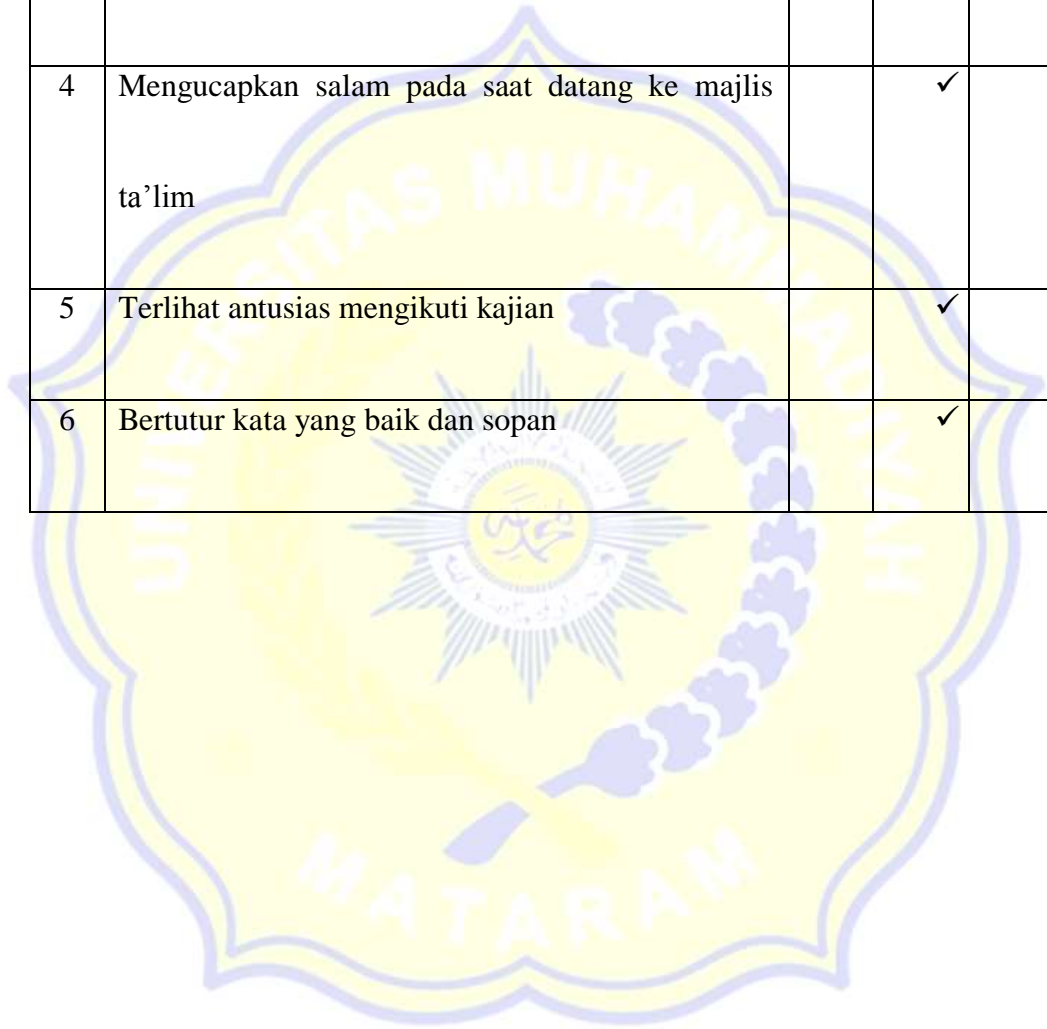 4 Mengucapkan salam pada saat datang ke majlis ✓
ta’lim
5 Terlihat antusias mengikuti kajian ✓
6 Bertutur kata yang baik dan sopan ✓
UNIVERSITAS MUHAMMADIYAH
MATARAM